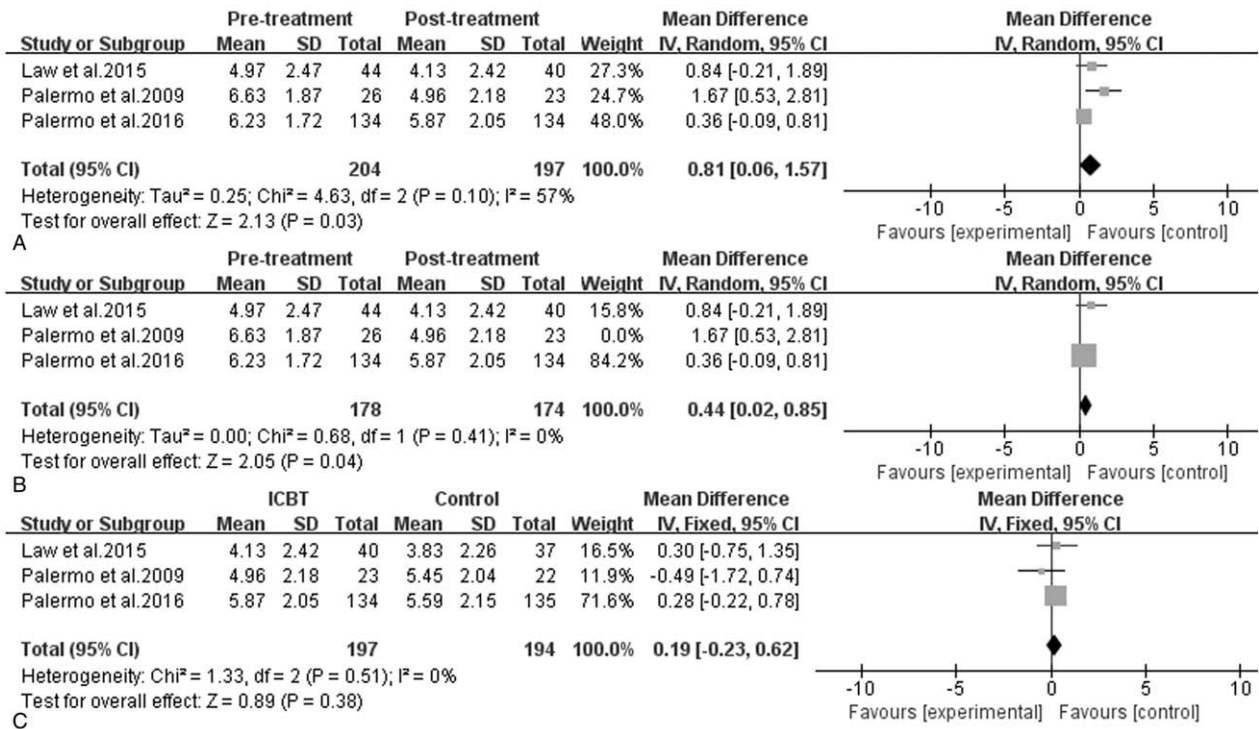 Pre-treatment Post-treatment Mean Difference Mean Difference
Study or Subgroup Mean SD Total Mean SD Total Weight IV, Random, 95% CI IV, Random, 95% CI
Law et al.2015 4.97 2.47 44 4.13 2.42 40 27.3% 0.84 [-0.21, 1.89]
Palermo et al.2009 6.63 1.87 26 4.96 2.18 23 24.7% 1.67 [0.53, 2.81]
Palermo et al.2016 6.23 1.72 134 5.87 2.05 134 48.0% 0.36 [-0.09, 0.81]
Total (95% CI) 204 197 100.0% 0.81 [0.06, 1.57]
Heterogeneity: Tau² = 0.25; Chi² = 4.63, df = 2 (P = 0.10); I² = 57%
Test for overall effect: Z = 2.13 (P = 0.03)
-10 -5 0 5 10
Favours [experimental] Favours [control]
A
Pre-treatment Post-treatment Mean Difference Mean Difference
Study or Subgroup Mean SD Total Mean SD Total Weight IV, Random, 95% CI IV, Random, 95% CI
Law et al.2015 4.97 2.47 44 4.13 2.42 40 15.8% 0.84 [-0.21, 1.89]
Palermo et al.2009 6.63 1.87 26 4.96 2.18 23 0.0% 1.67 [0.53, 2.81]
Palermo et al.2016 6.23 1.72 134 5.87 2.05 134 84.2% 0.36 [-0.09, 0.81]
Total (95% CI) 178 174 100.0% 0.44 [0.02, 0.85]
Heterogeneity: Tau² = 0.00; Chi² = 0.68, df = 1 (P = 0.41); I² = 0%
Test for overall effect: Z = 2.05 (P = 0.04)
-10 -5 0 5 10
Favours [experimental] Favours [control]
B
ICBT Control Mean Difference Mean Difference
Study or Subgroup Mean SD Total Mean SD Total Weight IV, Fixed, 95% CI IV, Fixed, 95% CI
Law et al.2015 4.13 2.42 40 3.83 2.26 37 16.5% 0.30 [-0.75, 1.35]
Palermo et al.2009 4.96 2.18 23 5.45 2.04 22 11.9% -0.49 [-1.72, 0.74]
Palermo et al.2016 5.87 2.05 134 5.59 2.15 135 71.6% 0.28 [-0.22, 0.78]
Total (95% CI) 197 194 100.0% 0.19 [-0.23, 0.62]
Heterogeneity: Chi² = 1.33, df = 2 (P = 0.51); I² = 0%
Test for overall effect: Z = 0.89 (P = 0.38)
-10 -5 0 5 10
Favours [experimental] Favours [control]
C